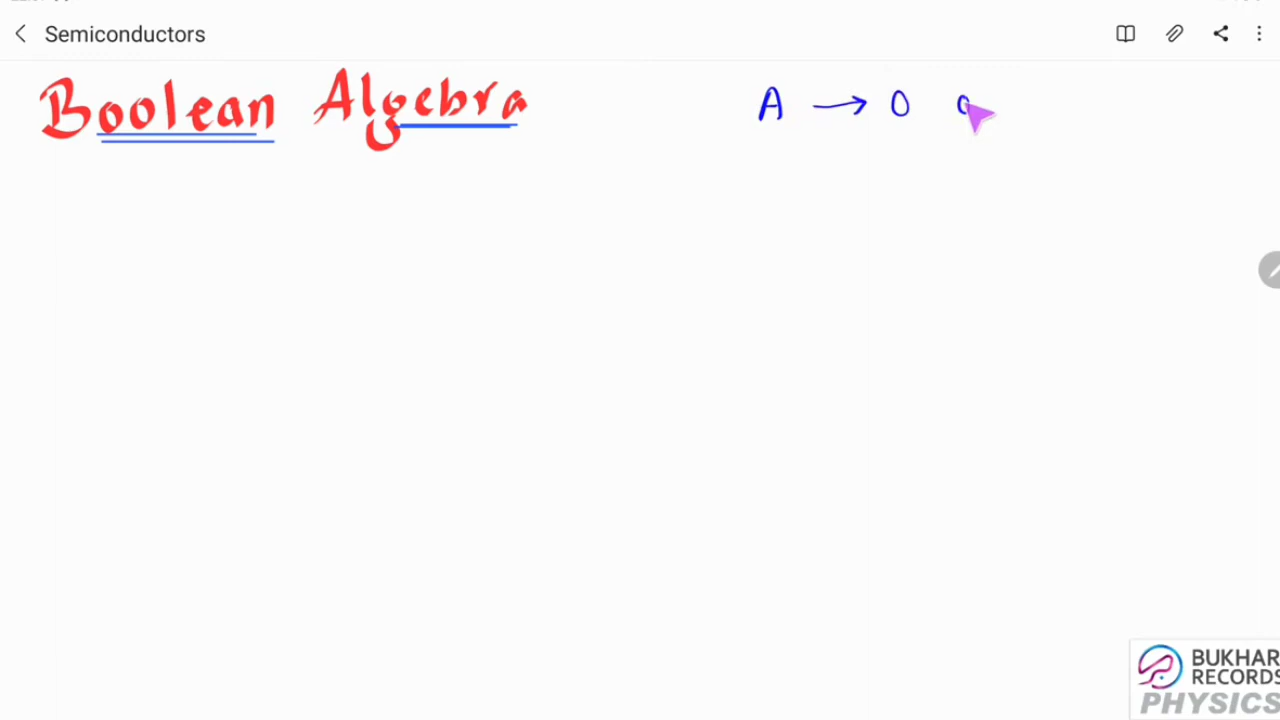 Semiconductors
Boolean Algebra
A → 0
BUKHAR
RECORDS
PHYSICS